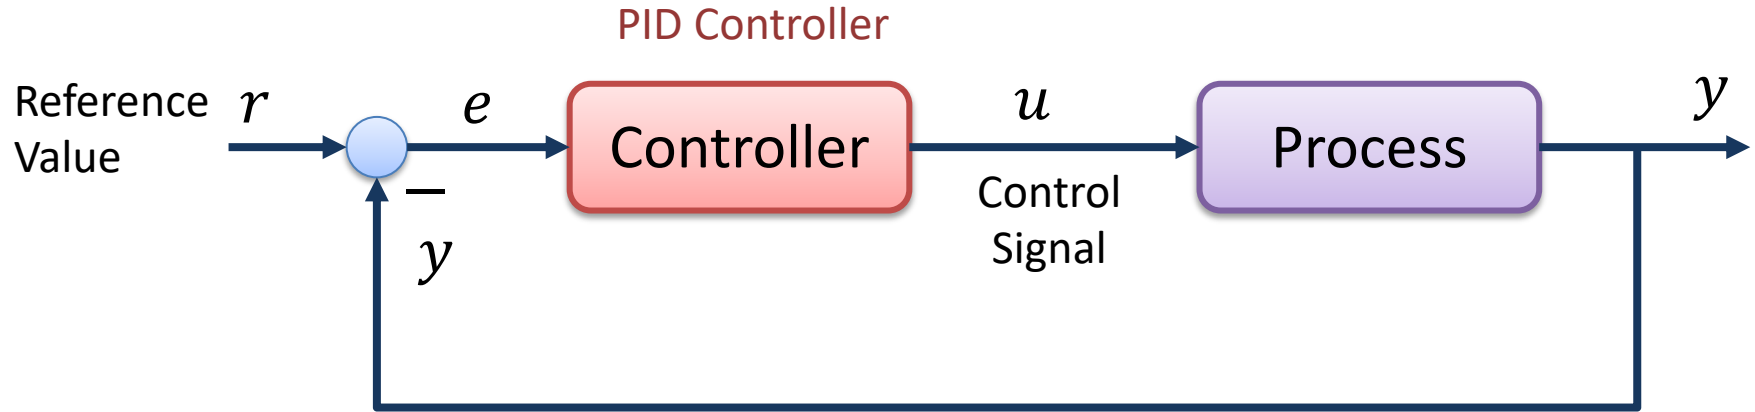 PID Controller
Reference
Value
r
e
Controller
u
Control
Signal
Process
y
−
y